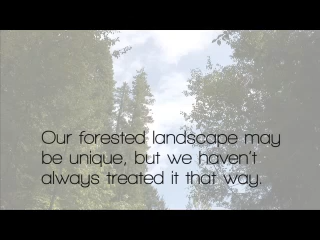 Our forested landscape may
be unique, but we haven't
always treated it that way.